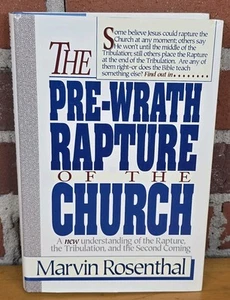 Some believe Jesus could rapture the
church at any moment: others say
He won't until the middle of the
Tribulation; still others place the Rapture
at the end of the Tribulation. Are any of
them right-or does the Bible teach
something else? Find out in........
THE
PRE-WRATH
RAPTURE
OF THE
CHURCH
A new understanding of the Rapture,
the Tribulation, and the Second Coming
Marvin Rosenthal